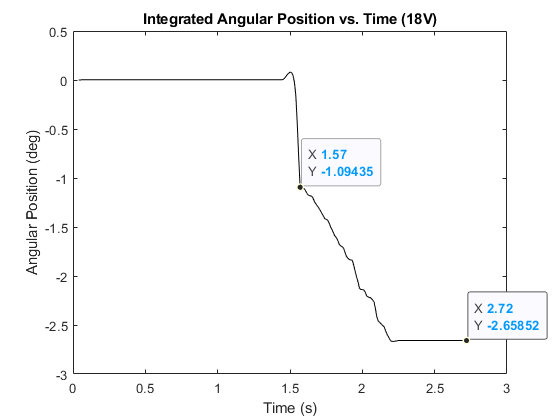 Integrated Angular Position vs. Time (18V)
Angular Position (deg)
0.5
0
-0.5
-1
-1.5
-2
-2.5
-3
X 1.57
Y -1.09435
X 2.72
Y -2.65852
0
0.5
1
1.5
2
2.5
3
Time (s)